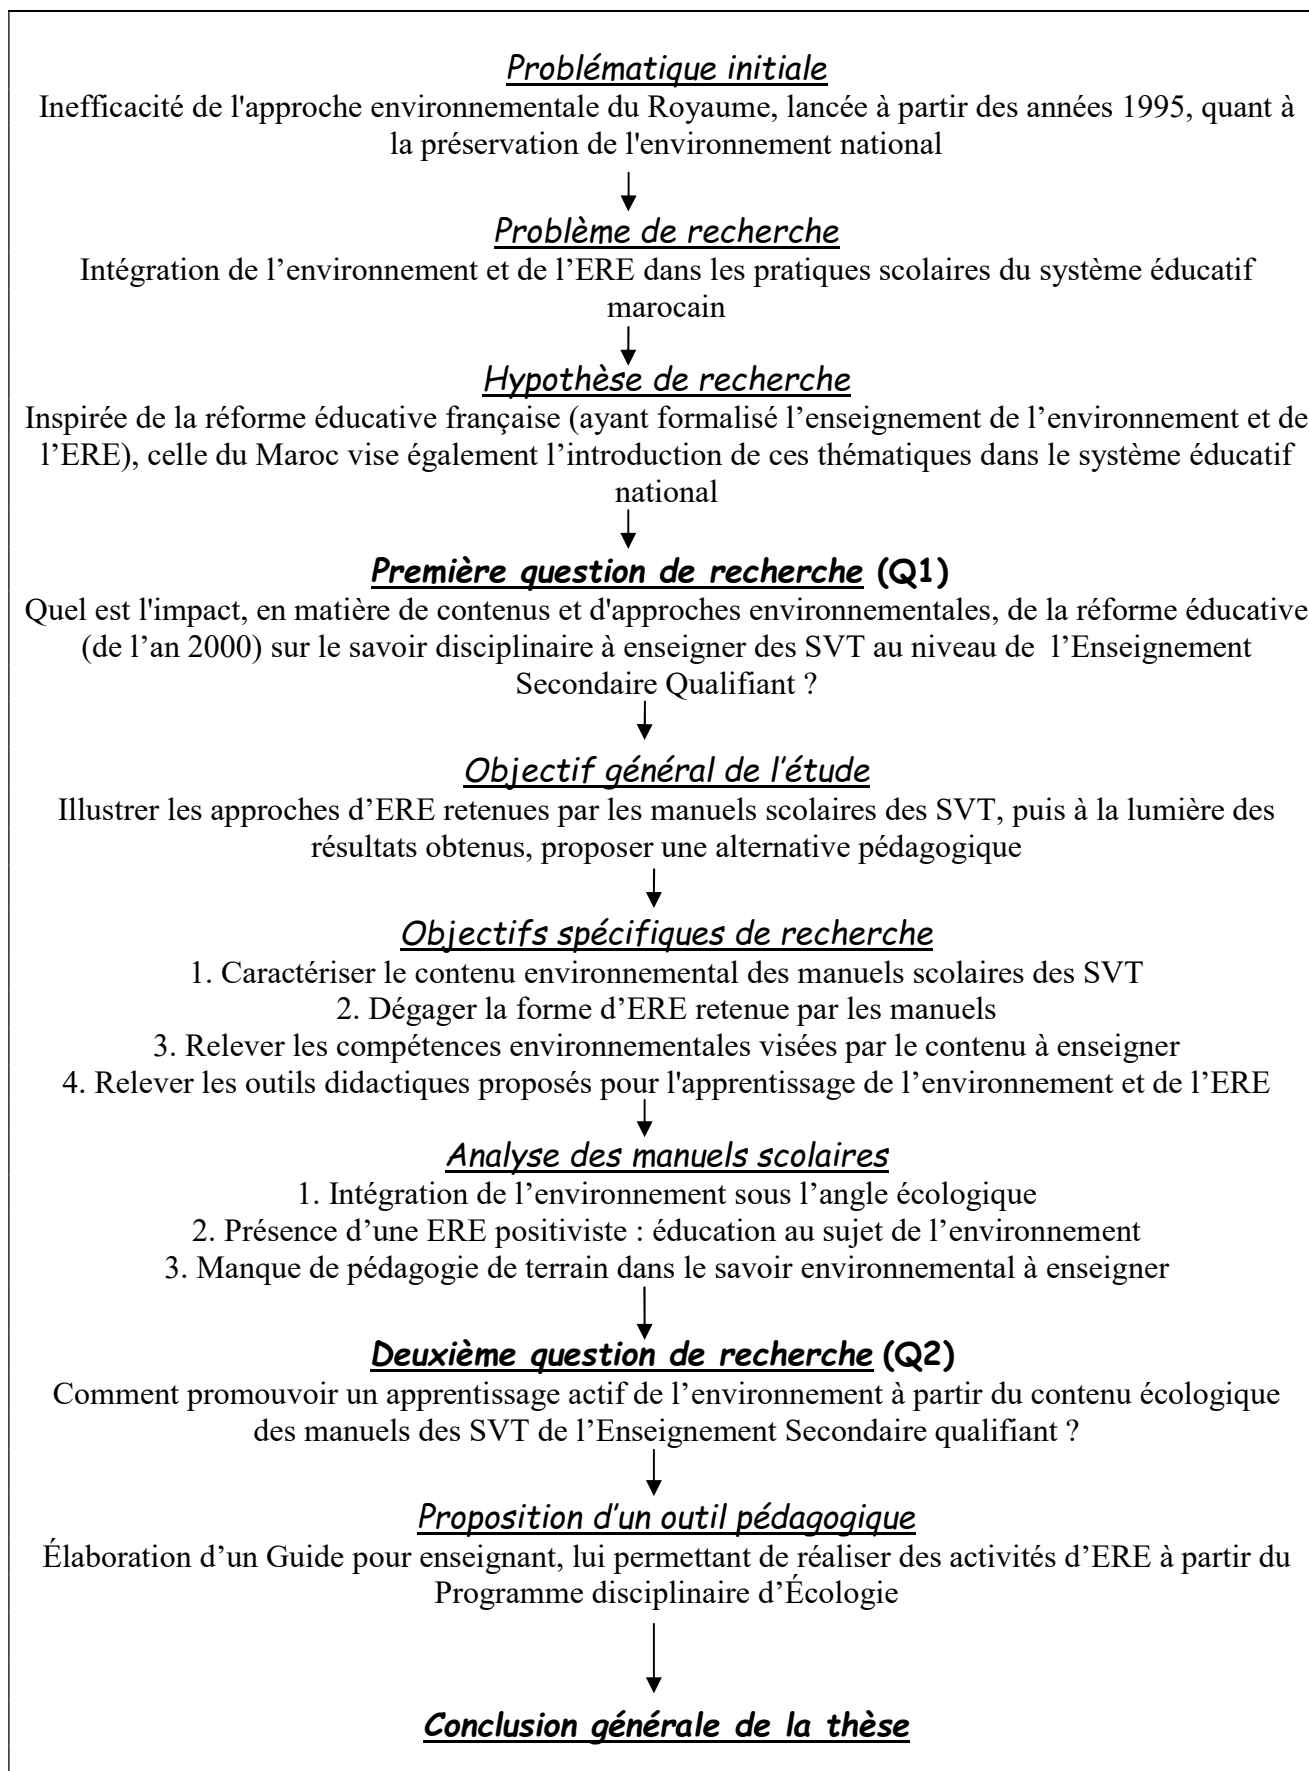 Problématique initiale
Inefficacité de l'approche environnementale du Royaume, lancée à partir des années 1995, quant à
la préservation de l'environnement national
Problème de recherche
Intégration de l’environnement et de l’ERE dans les pratiques scolaires du système éducatif
marocain
Hypothèse de recherche
Inspirée de la réforme éducative française (ayant formalisé l’enseignement de l’environnement et de
l’ERE), celle du Maroc vise également l’introduction de ces thématiques dans le système éducatif
national
Première question de recherche (Q1)
Quel est l'impact, en matière de contenus et d'approches environnementales, de la réforme éducative
(de l’an 2000) sur le savoir disciplinaire à enseigner des SVT au niveau de l’Enseignement
Secondaire Qualifiant ?
Objectif général de l’étude
Illustrer les approches d’ERE retenues par les manuels scolaires des SVT, puis à la lumière des
résultats obtenus, proposer une alternative pédagogique
Objectifs spécifiques de recherche
1. Caractériser le contenu environnemental des manuels scolaires des SVT
2. Dégager la forme d’ERE retenue par les manuels
3. Relever les compétences environnementales visées par le contenu à enseigner
4. Relever les outils didactiques proposés pour l'apprentissage de l’environnement et de l’ERE
Analyse des manuels scolaires
1. Intégration de l’environnement sous l’angle écologique
2. Présence d’une ERE positiviste : éducation au sujet de l’environnement
3. Manque de pédagogie de terrain dans le savoir environnemental à enseigner
Deuxième question de recherche (Q2)
Comment promouvoir un apprentissage actif de l’environnement à partir du contenu écologique
des manuels des SVT de l’Enseignement Secondaire qualifiant ?
Proposition d’un outil pédagogique
Élaboration d’un Guide pour enseignant, lui permettant de réaliser des activités d’ERE à partir du
Programme disciplinaire d’Écologie
Conclusion générale de la thèse